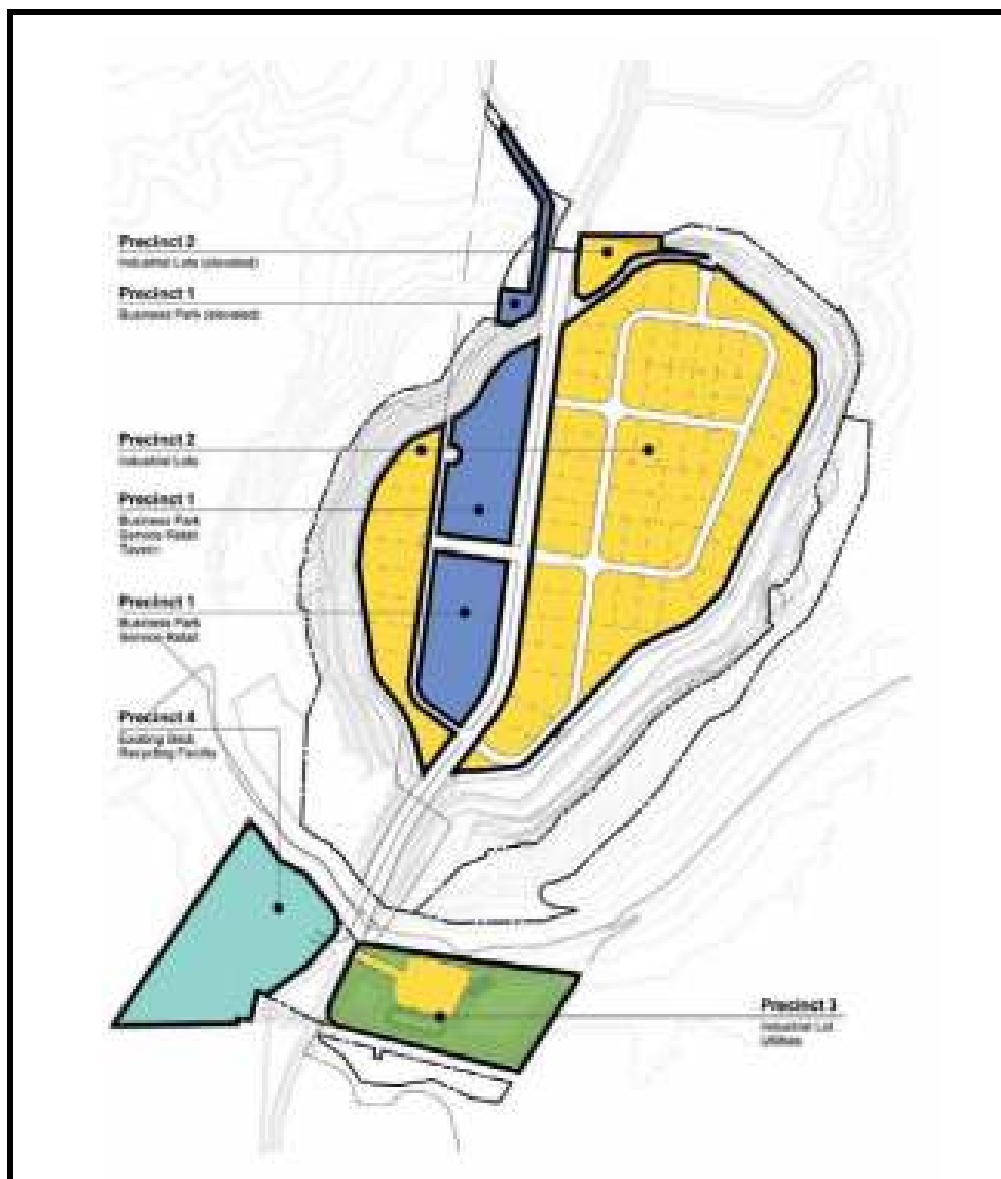 Precinct 2
Industrial Lots (elevated)
Precinct 1
Business Park (elevated)
Precinct 2
Industrial Lots
Precinct 1
Business Park
Service Retail
Tavern
Precinct 1
Business Park
Service Retail
Precinct 4
Existing
Recycling Facility
Precinct 3
Industrial Lot
Utilities